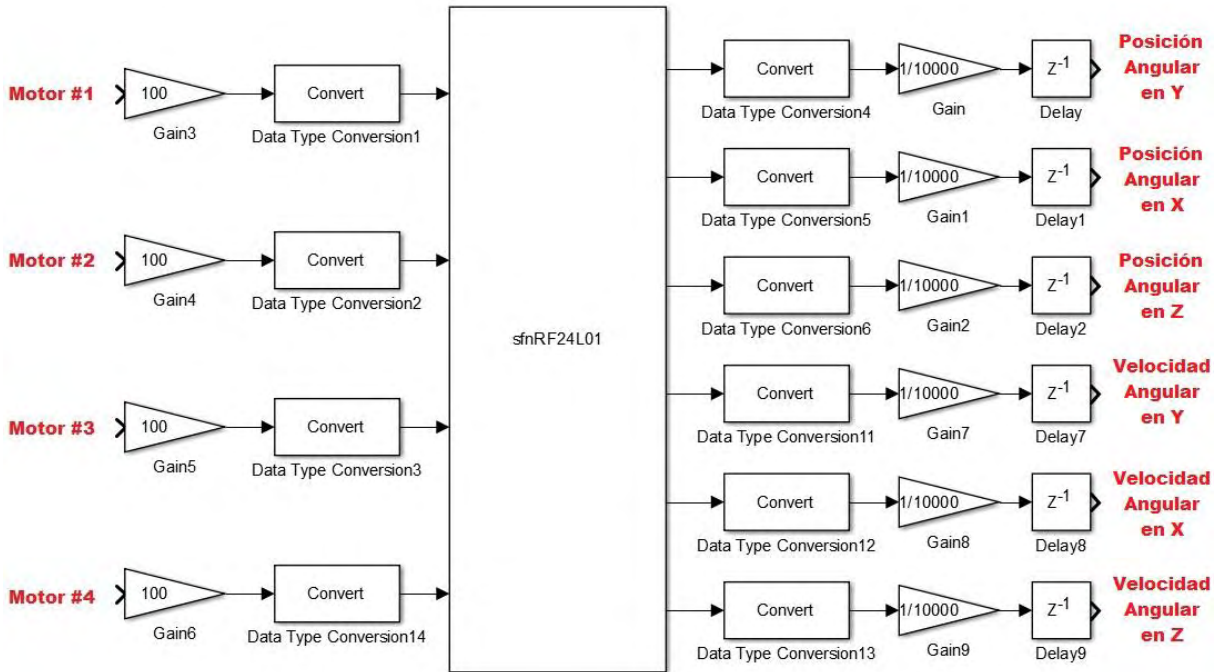 Motor #1
100
Gain3
Convert
Data Type Conversion1
Motor #2
100
Gain4
Convert
Data Type Conversion2
Motor #3
100
Gain5
Convert
Data Type Conversion3
Motor #4
100
Gain6
Convert
Data Type Conversion14
sfnRF24L01
Convert
Data Type Conversion4
1/10000
Gain
Z-1
Delay
Posición
Angular
en Y
Convert
Data Type Conversion5
1/10000
Gain1
Z-1
Delay1
Posición
Angular
en X
Convert
Data Type Conversion6
1/10000
Gain2
Z-1
Delay2
Posición
Angular
en Z
Convert
Data Type Conversion11
1/10000
Gain7
Z-1
Delay7
Velocidad
Angular
en Y
Convert
Data Type Conversion12
1/10000
Gain8
Z-1
Delay8
Velocidad
Angular
en X
Convert
Data Type Conversion13
1/10000
Gain9
Z-1
Delay9
Velocidad
Angular
en Z